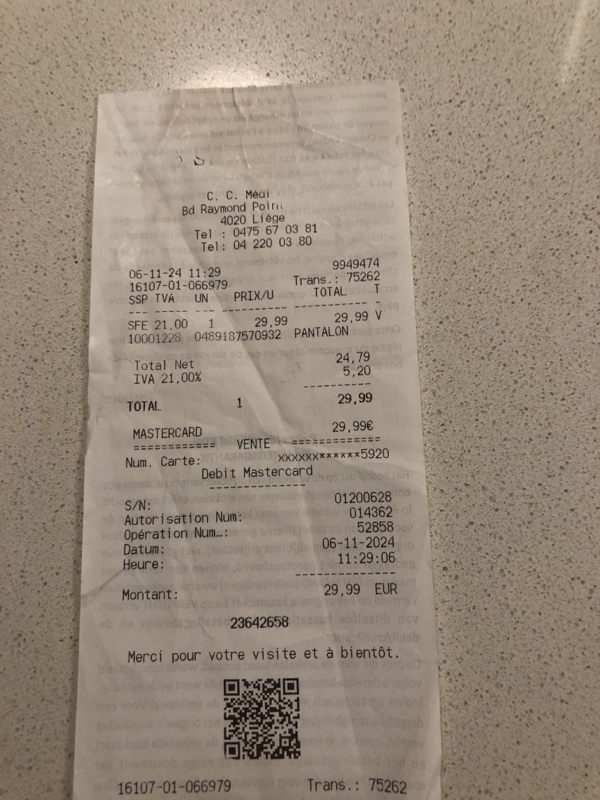 C. C. Médi
Bd Raymond
4020 Liège
Tel : 0475 67 03 81
Tel: 04 220 03 80
06-11-24 11:29 9949474
16107-01-066979 Trans.: 75262
SSP TVA UN PRIX/U TOTAL T
--- ---- ---- ------- ------- --
SFE 21,00 1 29,99 29,99 V
10001228 0489187570932 PANTALON
Total Net 24,79
IVA 21,00% 5,20
----------
TOTAL 1 29,99
MASTERCARD 29,99€
=========== VENTE ============
Num. Carte: xxxxxx******5920
Debit Mastercard
-------------
S/N: 01200628
Autorisation Num: 014362
Opération Num…: 52858
Datum: 06-11-2024
Heure: 11:29:06
-------------
Montant: 29,99 EUR
23642658
Merci pour votre visite et à bientôt.
16107-01-066979 Trans.: 75262